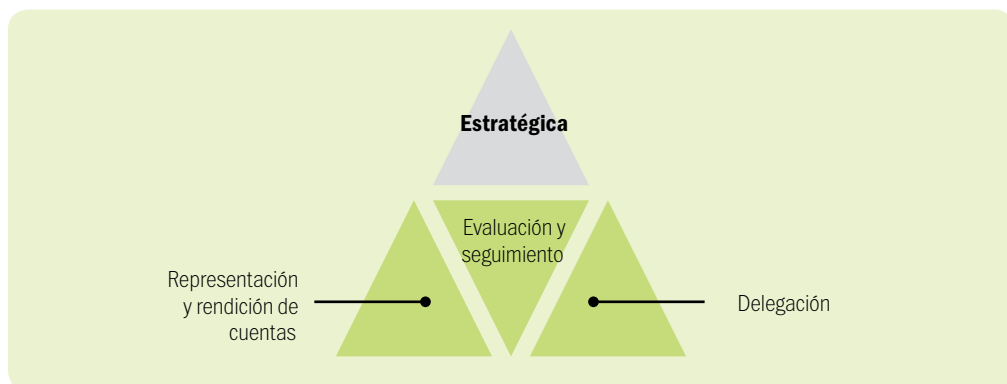 Estratégica
Evaluación y
seguimiento
Representación
y rendición de
cuentas
Delegación